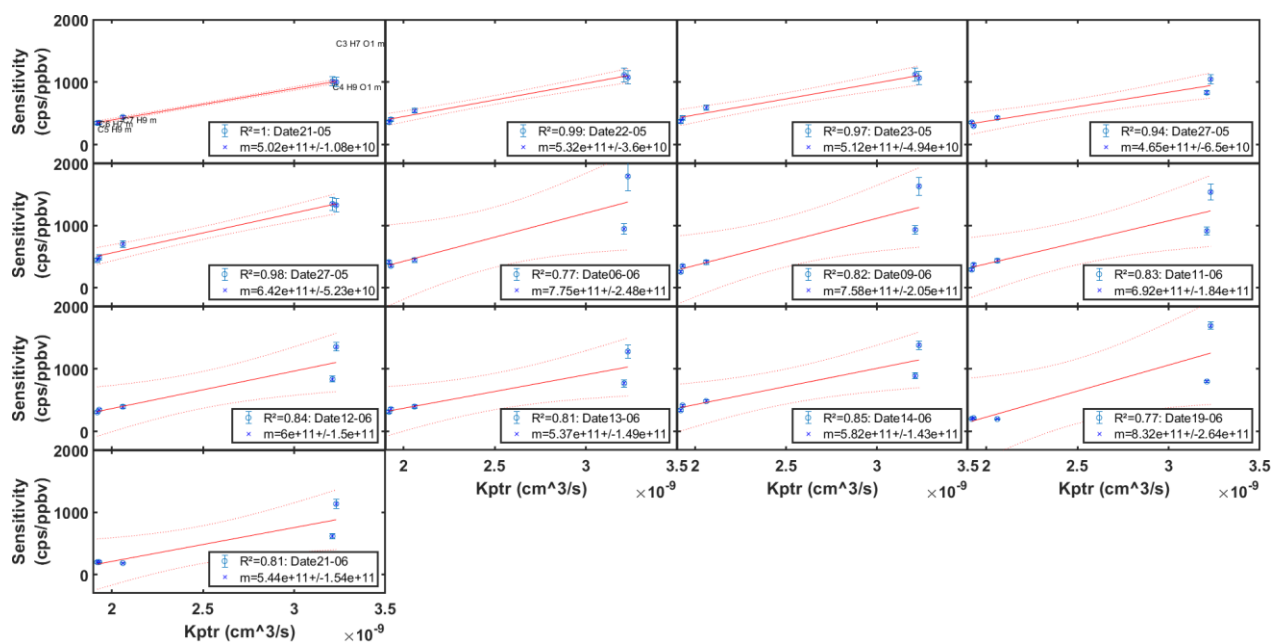 2000
1000
0
Sensitivity
(cps/ppbv)
C3 H7 O1 m
C4 H9 O1 m
C7 H9 m
C5 H9 m
R²=1: Date21-05
m=5.02e+11+/-1.08e+10
R²=0.99: Date22-05
m=5.32e+11+/-3.6e+10
R²=0.97: Date23-05
m=5.12e+11+/-4.94e+10
R²=0.94: Date27-05
m=4.65e+11+/-6.5e+10
2000
1000
0
Sensitivity
(cps/ppbv)
R²=0.98: Date27-05
m=6.42e+11+/-5.23e+10
R²=0.77: Date06-06
m=7.75e+11+/-2.48e+11
R²=0.82: Date09-06
m=7.58e+11+/-2.05e+11
R²=0.83: Date11-06
m=6.92e+11+/-1.84e+11
2000
1000
0
Sensitivity
(cps/ppbv)
R²=0.84: Date12-06
m=6e+11+/-1.5e+11
R²=0.81: Date13-06
m=5.37e+11+/-1.49e+11
R²=0.85: Date14-06
m=5.82e+11+/-1.43e+11
R²=0.77: Date19-06
m=8.32e+11+/-2.64e+11
2 2.5 3 3.5 2 2.5 3 3.5 2 2.5 3 3.5
Kptr (cm^3/s) ×10⁻⁹ Kptr (cm^3/s) ×10⁻⁹ Kptr (cm^3/s) ×10⁻⁹
2000
1000
0
Sensitivity
(cps/ppbv)
R²=0.81: Date21-06
m=5.44e+11+/-1.54e+11
2 2.5 3 3.5
Kptr (cm^3/s) ×10⁻⁹